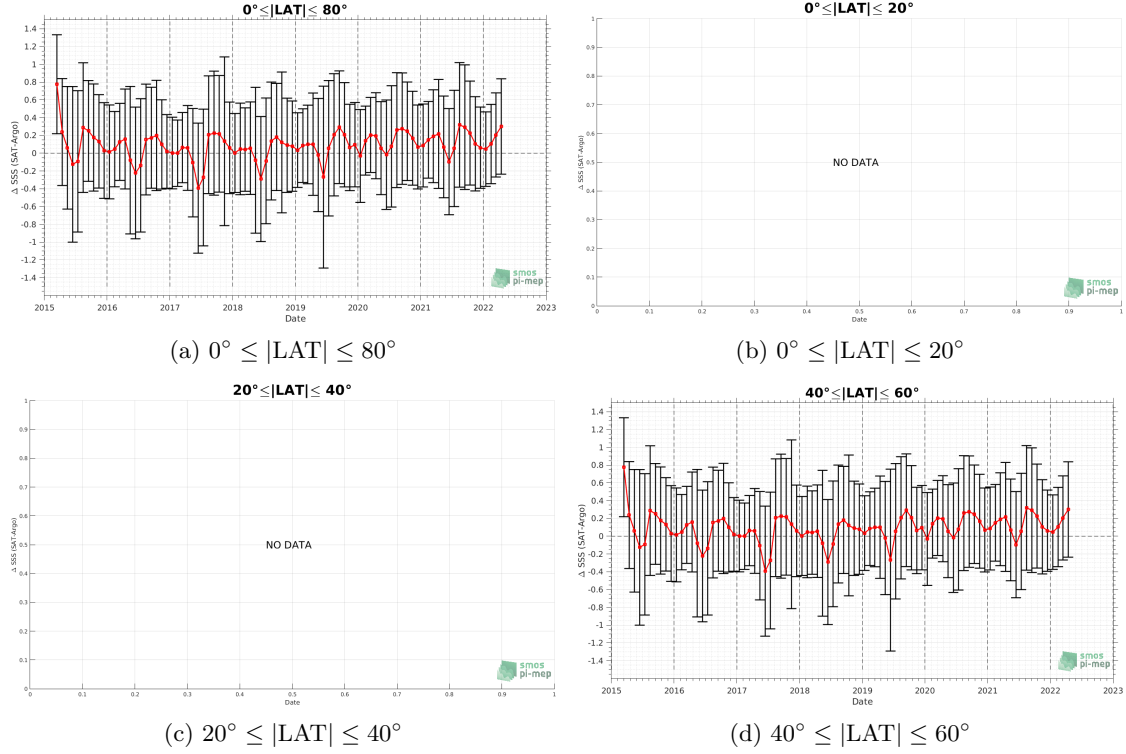 0°≤|LAT|≤ 80°
Δ SSS (SAT-Argo)
1.4
1.2
1
0.8
0.6
0.4
0.2
0
-0.2
-0.4
-0.6
-0.8
-1
-1.2
-1.4
2015 2016 2017 2018 2019 2020 2021 2022 2023
Date
smos
pi-mep
(a) 0° ≤ |LAT| ≤ 80°
0°≤|LAT|≤ 20°
Δ SSS (SAT-Argo)
1
0.9
0.8
0.7
0.6
0.5
0.4
0.3
0.2
0.1
0
NO DATA
0 0.1 0.2 0.3 0.4 0.5 0.6 0.7 0.8 0.9 1
Date
smos
pi-mep
(b) 0° ≤ |LAT| ≤ 20°
20°≤|LAT|≤ 40°
Δ SSS (SAT-Argo)
1
0.9
0.8
0.7
0.6
0.5
0.4
0.3
0.2
0.1
0
NO DATA
0 0.1 0.2 0.3 0.4 0.5 0.6 0.7 0.8 0.9 1
Date
smos
pi-mep
(c) 20° ≤ |LAT| ≤ 40°
40°≤|LAT|≤ 60°
Δ SSS (SAT-Argo)
1.4
1.2
1
0.8
0.6
0.4
0.2
0
-0.2
-0.4
-0.6
-0.8
-1
-1.2
-1.4
2015 2016 2017 2018 2019 2020 2021 2022 2023
Date
smos
pi-mep
(d) 40° ≤ |LAT| ≤ 60°